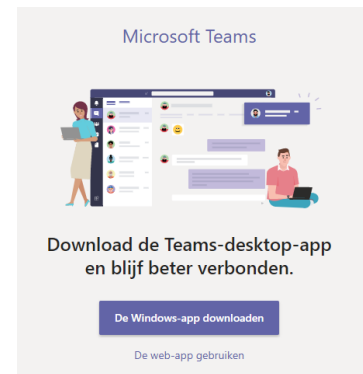 Microsoft Teams
Download de Teams-desktop-app
en blijf beter verbonden.
De Windows-app downloaden
De web-app gebruiken